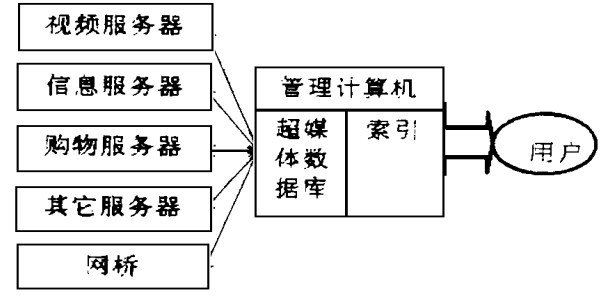 视频服务器
信息服务器
购物服务器
其它服务器
网桥
管理计算机
超媒
体数
据库
索引
用户